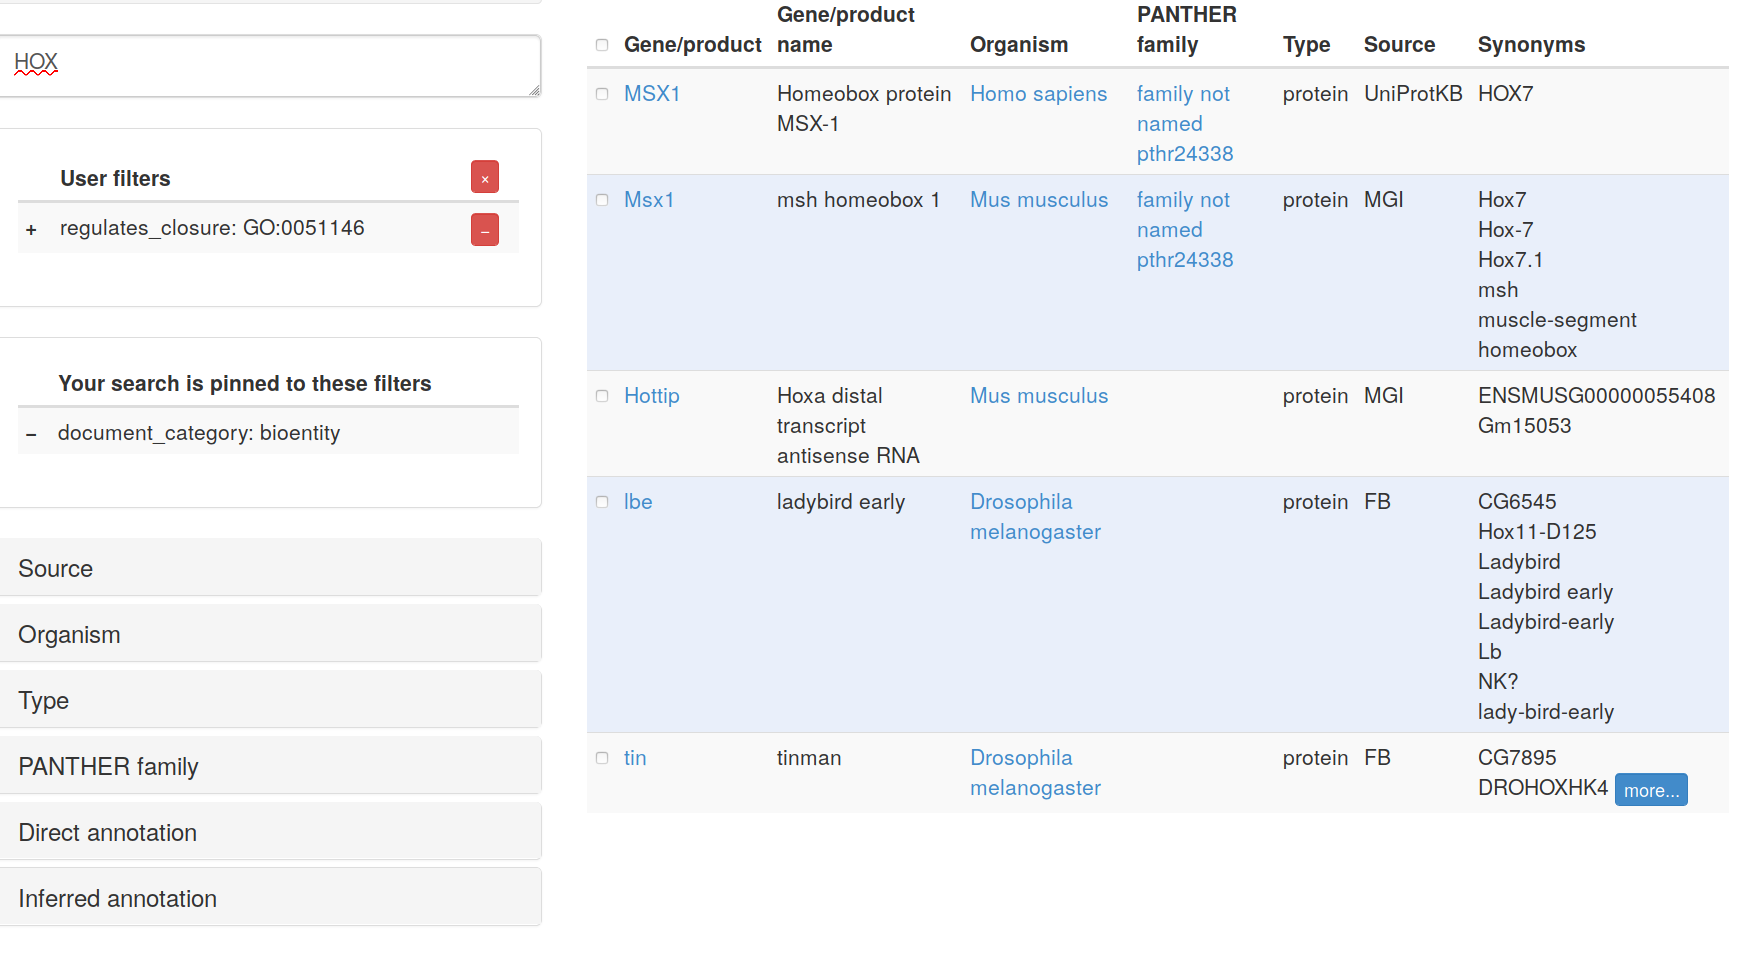 HOX
User filters
×
+ regulates_closure: GO:0051146 –
Your search is pinned to these filters
– document_category: bioentity
Source
Organism
Type
PANTHER family
Direct annotation
Inferred annotation
Gene/product Gene/product name Organism PANTHER family Type Source Synonyms
MSX1 Homeobox protein Homo sapiens family not protein UniProtKB HOX7
MSX-1 named
pthr24338
Msx1 msh homeobox 1 Mus musculus family not protein MGI Hox7
named Hox-7
pthr24338 Hox7.1
msh
muscle-segment
homeobox
Hottip Hoxa distal Mus musculus protein MGI ENSMUSG00000055408
transcript Gm15053
antisense RNA
lbe ladybird early Drosophila protein FB CG6545
melanogaster Hox11-D125
Ladybird
Ladybird early
Ladybird-early
Lb
NK?
lady-bird-early
tin tinman Drosophila protein FB CG7895
melanogaster DROHOXHK4 more...